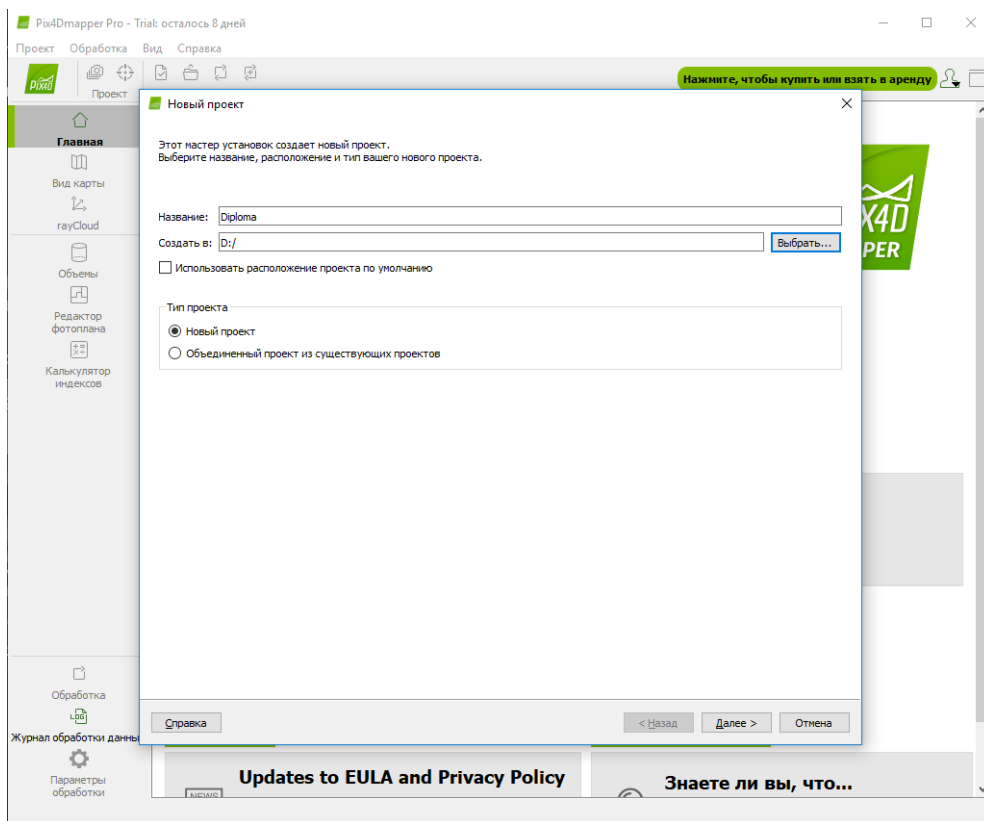 Pix4Dmapper Pro - Trial: осталось 8 дней
Проект Обработка Вид Справка
PIX4D
Проект
Нажмите, чтобы купить или взять в аренду
Главная
Вид карты
rayCloud
Объемы
Редактор
фотоплана
Калькулятор
индексов
Новый проект
Этот мастер установок создает новый проект.
Выберите название, расположение и тип вашего нового проекта.
Название: Diploma
Создать в: D:/ Выбрать...
Использовать расположение проекта по умолчанию
Тип проекта
Новый проект
Объединенный проект из существующих проектов
X4D
PER
Справка < Назад Далее > Отмена
Обработка
LOG
Журнал обработки данны
Параметры
обработки
Updates to EULA and Privacy Policy
NEWS
Знаете ли вы, что...